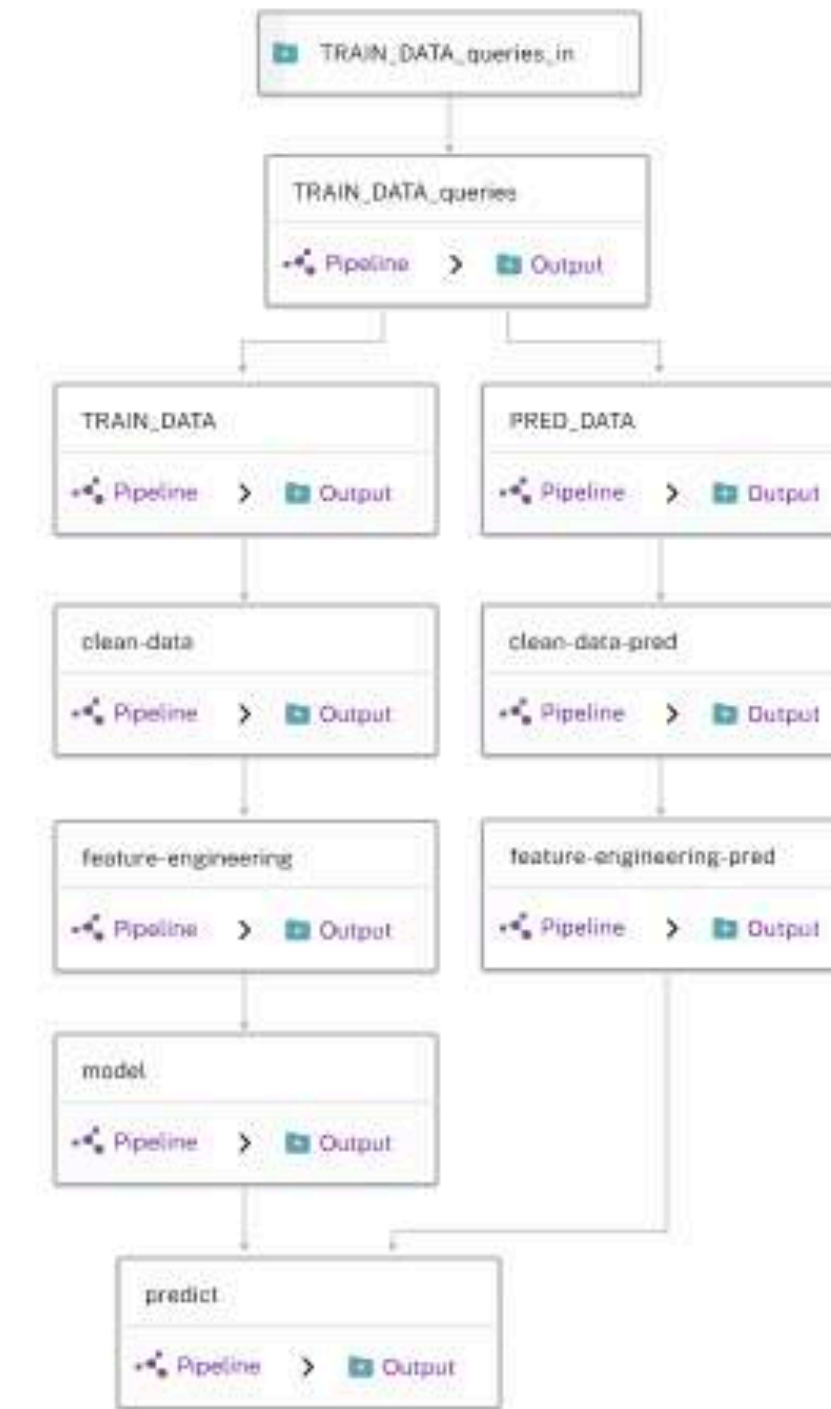 TRAIN_DATA_queries_in
TRAIN_DATA_queries
Pipeline > Output
TRAIN_DATA
Pipeline > Output
PRED_DATA
Pipeline > Output
clean-data
Pipeline > Output
clean-data-pred
Pipeline > Output
feature-engineering
Pipeline > Output
feature-engineering-pred
Pipeline > Output
model
Pipeline > Output
predict
Pipeline > Output